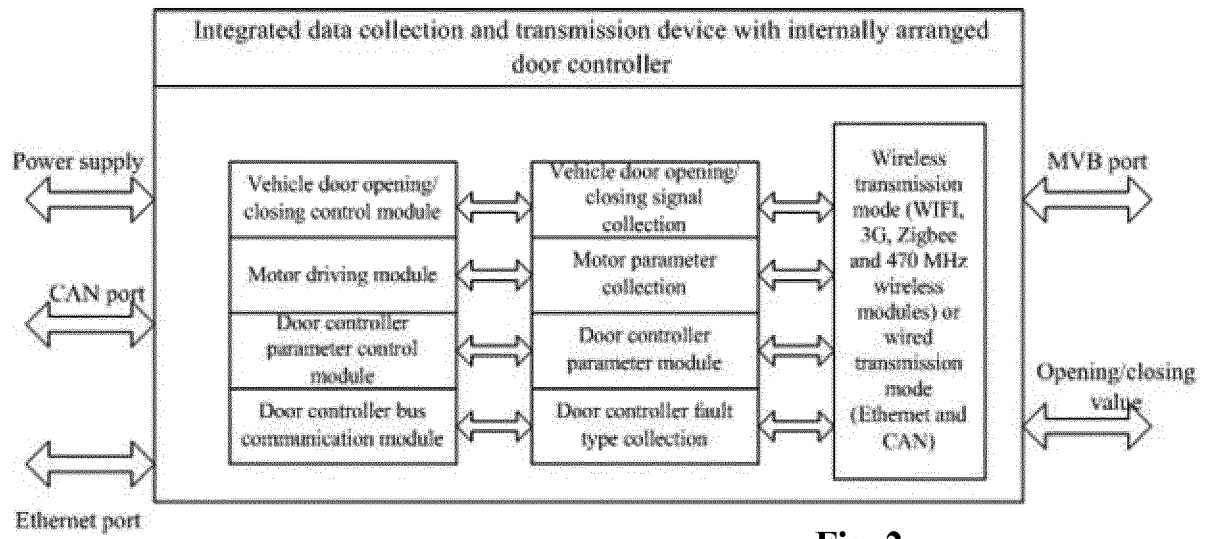 Integrated data collection and transmission device with internally arranged
door controller
Power supply
CAN port
Ethernet port
Vehicle door opening/
closing control module
Motor driving module
Door controller
parameter control
module
Door controller bus
communication module
Vehicle door opening/
closing signal
collection
Motor parameter
collection
Door controller
parameter module
Door controller fault
type collection
Wireless
transmission
mode (WIFI,
3G, Zigbee
and 470 MHz
wireless
modules) or
wired
transmission
mode
(Ethernet and
CAN)
MVB port
Opening/closing
value